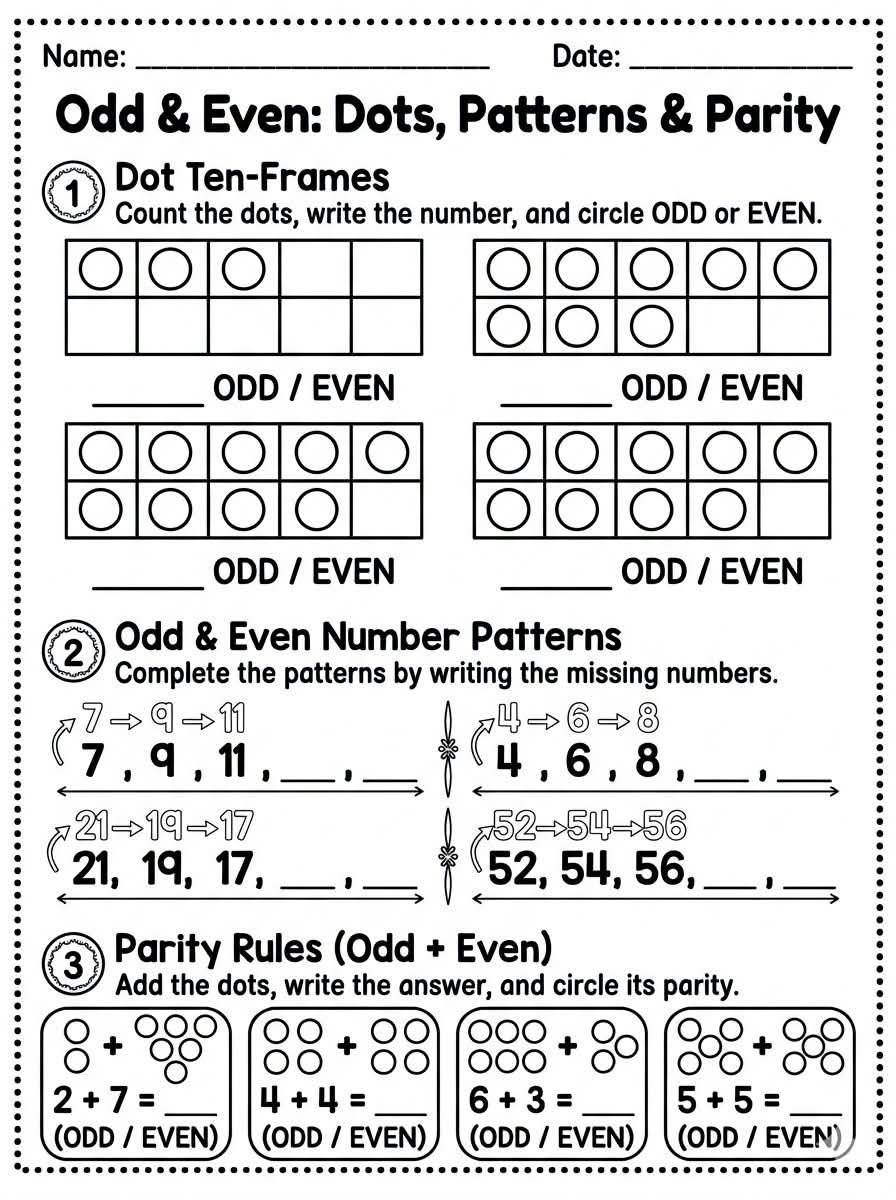 Name: ______________________ Date: ______________
Odd & Even: Dots, Patterns & Parity
1 Dot Ten-Frames
Count the dots, write the number, and circle ODD or EVEN.
_______ ODD / EVEN _______ ODD / EVEN
_______ ODD / EVEN _______ ODD / EVEN
2 Odd & Even Number Patterns
Complete the patterns by writing the missing numbers.
7 → 9 → 11 4 → 6 → 8
7 , 9 , 11 , ___ , ___ 4 , 6 , 8 , ___ , ___
21→19→17 52→54→56
21, 19, 17, ___ , ___ 52, 54, 56, ___ , ___
3 Parity Rules (Odd + Even)
Add the dots, write the answer, and circle its parity.
+ + + +
2 + 7 = ___ 4 + 4 = ___ 6 + 3 = ___ 5 + 5 = ___
(ODD / EVEN) (ODD / EVEN) (ODD / EVEN) (ODD / EVEN)